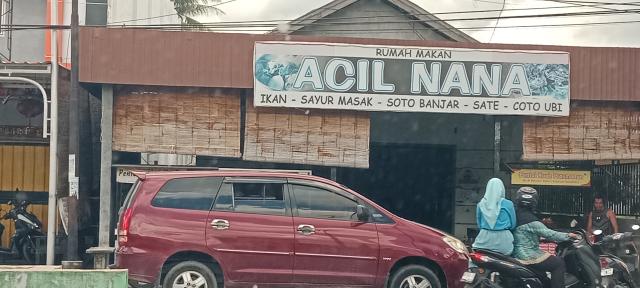 RUMAH MAKAN
ACIL NANA
IKAN - SAYUR MASAK - SOTO BANJAR - SATE - COTO UBI